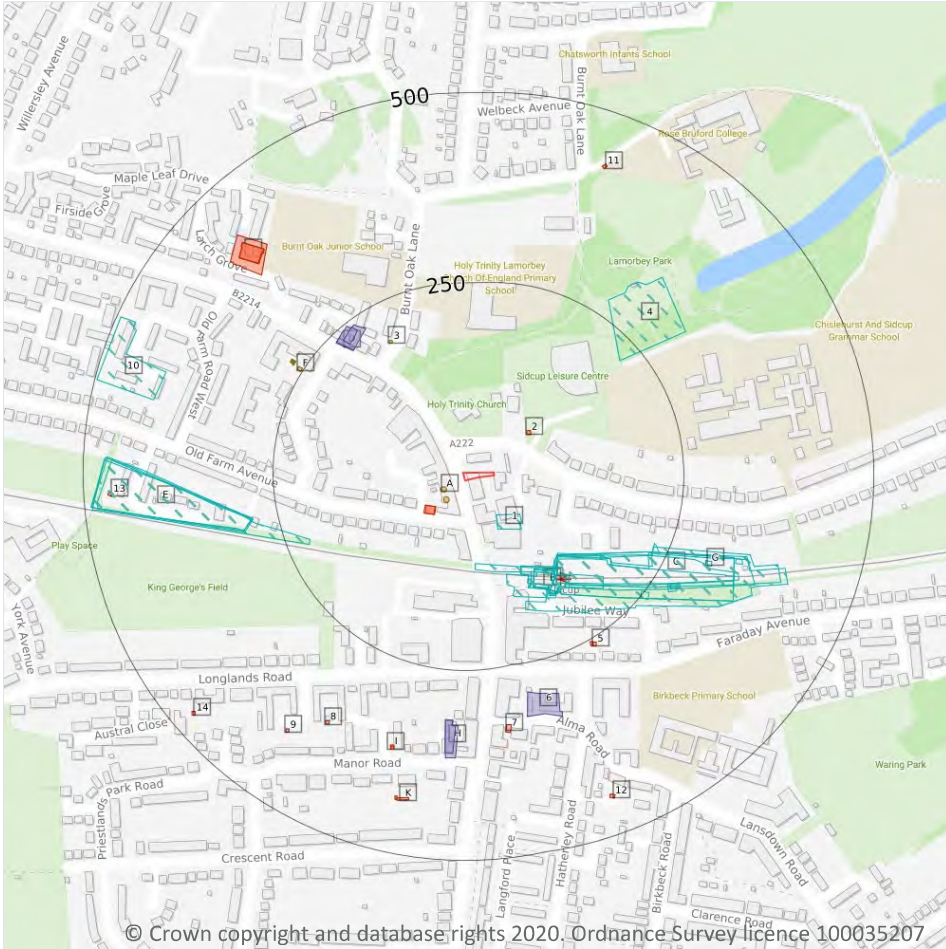 Chatsworth Infants School
Willersley Avenue
500
Welbeck Avenue
Burnt Oak Lane
Rose Bruford College
11
Maple Leaf Drive
Firside Grove
Larch Grove
Burnt Oak Junior School
Burnt Oak Lane
Holy Trinity Lamorbey
Church Of England Primary
School
Lamorbey Park
250
B2214
4
Old Farm Road West
3
F
Chislehurst And Sidcup
Grammar School
10
Sidcup Leisure Centre
Holy Trinity Church
2
A222
Old Farm Avenue
A
13
E
1
Play Space
C
G
King George's Field
Jubilee Way
York Avenue
5
Faraday Avenue
Longlands Road
Birkbeck Primary School
14
8
9
6
7
Austral Close
I
H
Alma Road
Manor Road
Waring Park
Park Road
K
12
Priestlands
Crescent Road
Langford Place
Hatherley Road
Birkbeck Road
Lansdown Road
Clarence Road
© Crown copyright and database rights 2020. Ordnance Survey licence 100035207